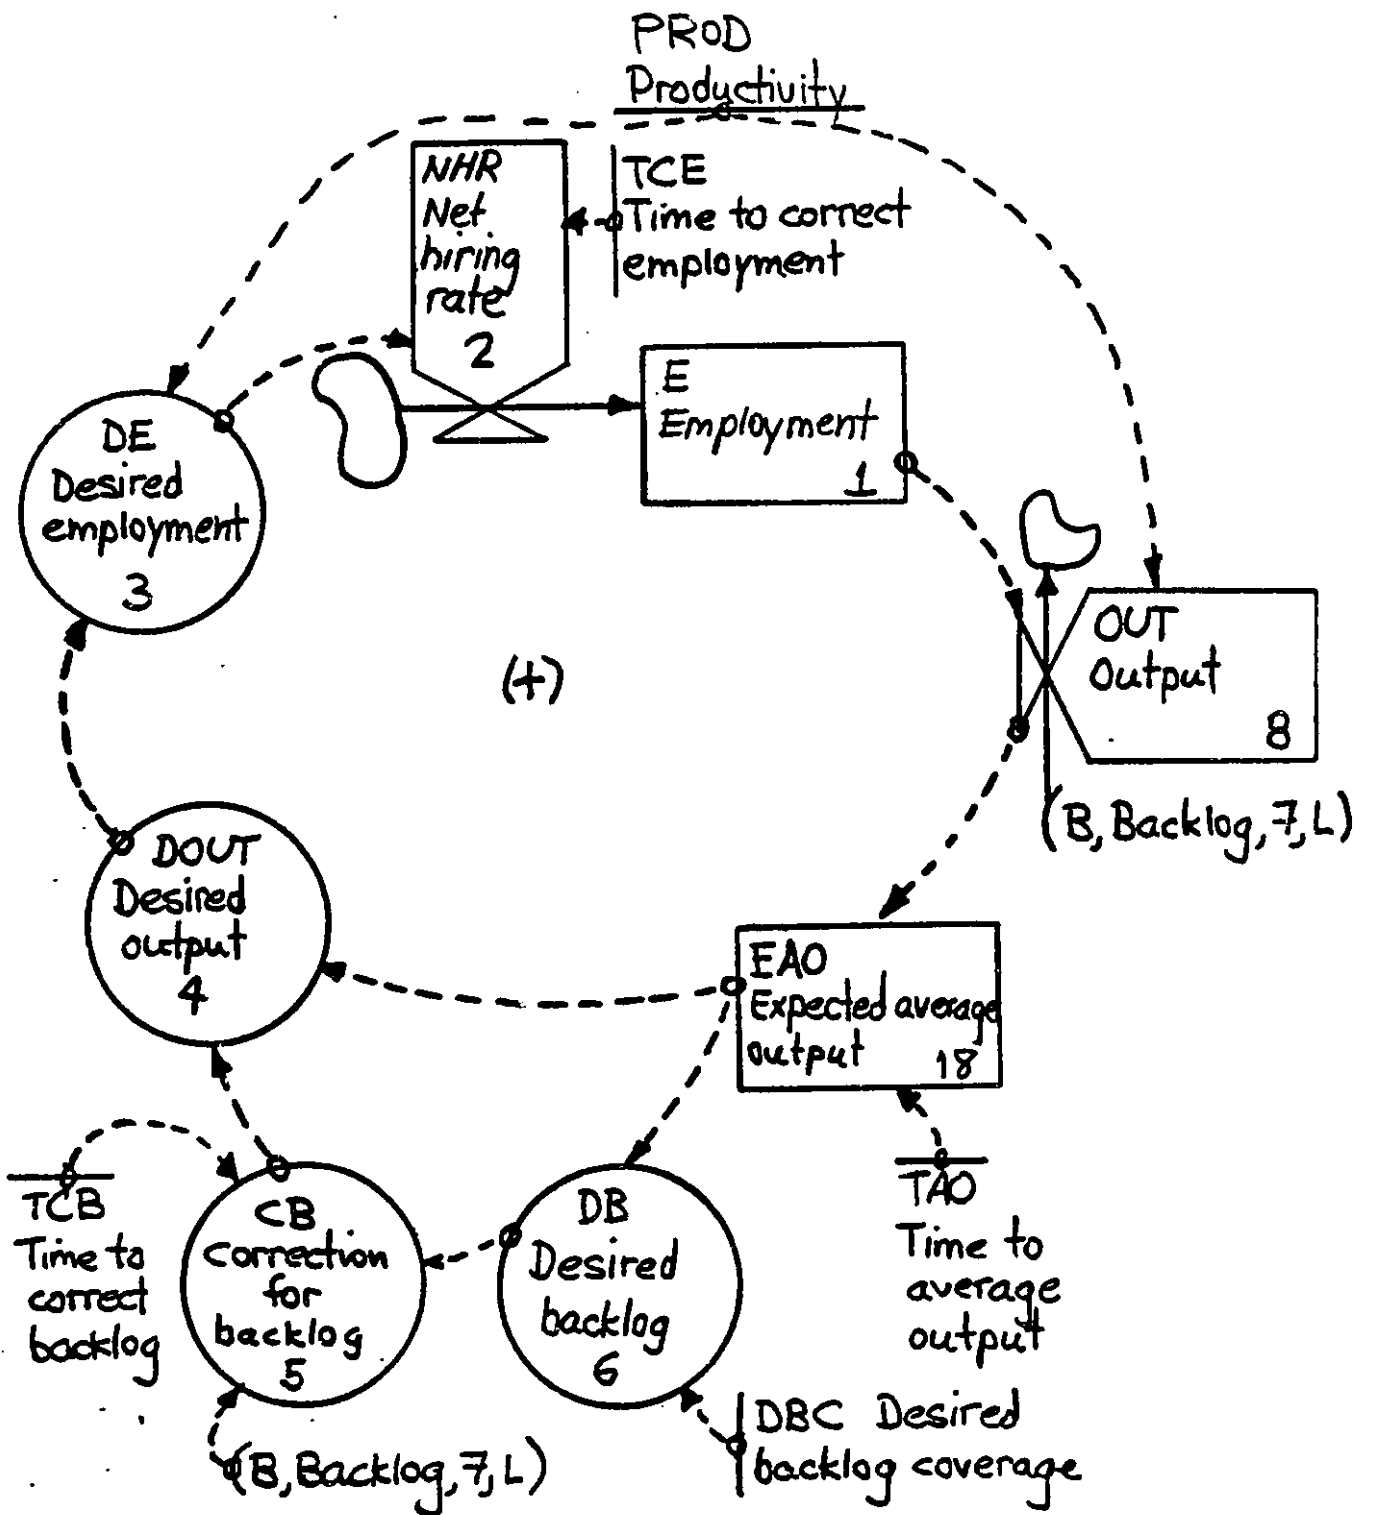 PROD
Productivity
NHR
Net
hiring
rate
2
TCE
Time to correct
employment
E
Employment
1
DE
Desired
employment
3
(+)
OUT
Output
8
(B, Backlog, 7, L)
DOUT
Desired
output
4
EAO
Expected average
output
18
TCB
Time to
correct
backlog
CB
Correction
for
backlog
5
DB
Desired
backlog
6
TAO
Time to
average
output
DBC Desired
backlog coverage
(B, Backlog, 7, L)